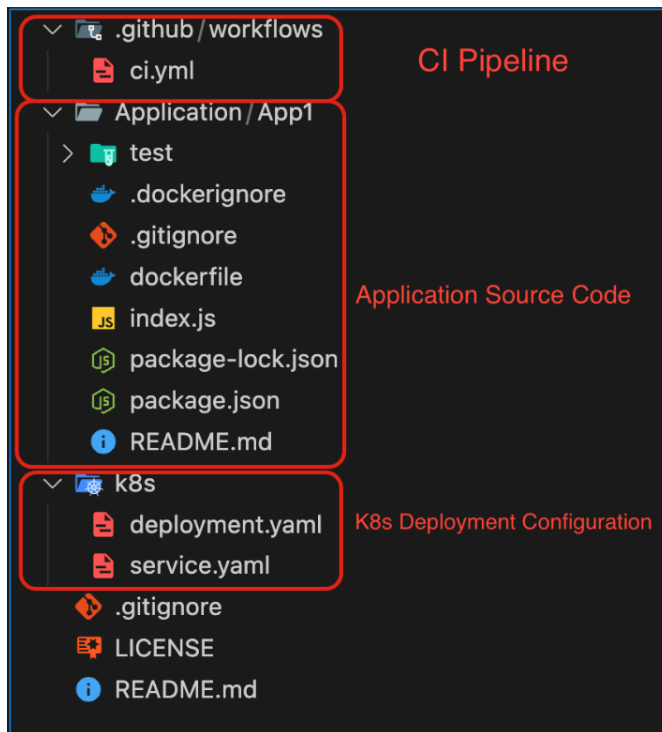 .github/workflows
CI Pipeline
ci.yml
Application/App1
test
.dockerignore
.gitignore
dockerfile
Application Source Code
JS index.js
package-lock.json
package.json
README.md
k8s
deployment.yaml
K8s Deployment Configuration
service.yaml
.gitignore
LICENSE
README.md